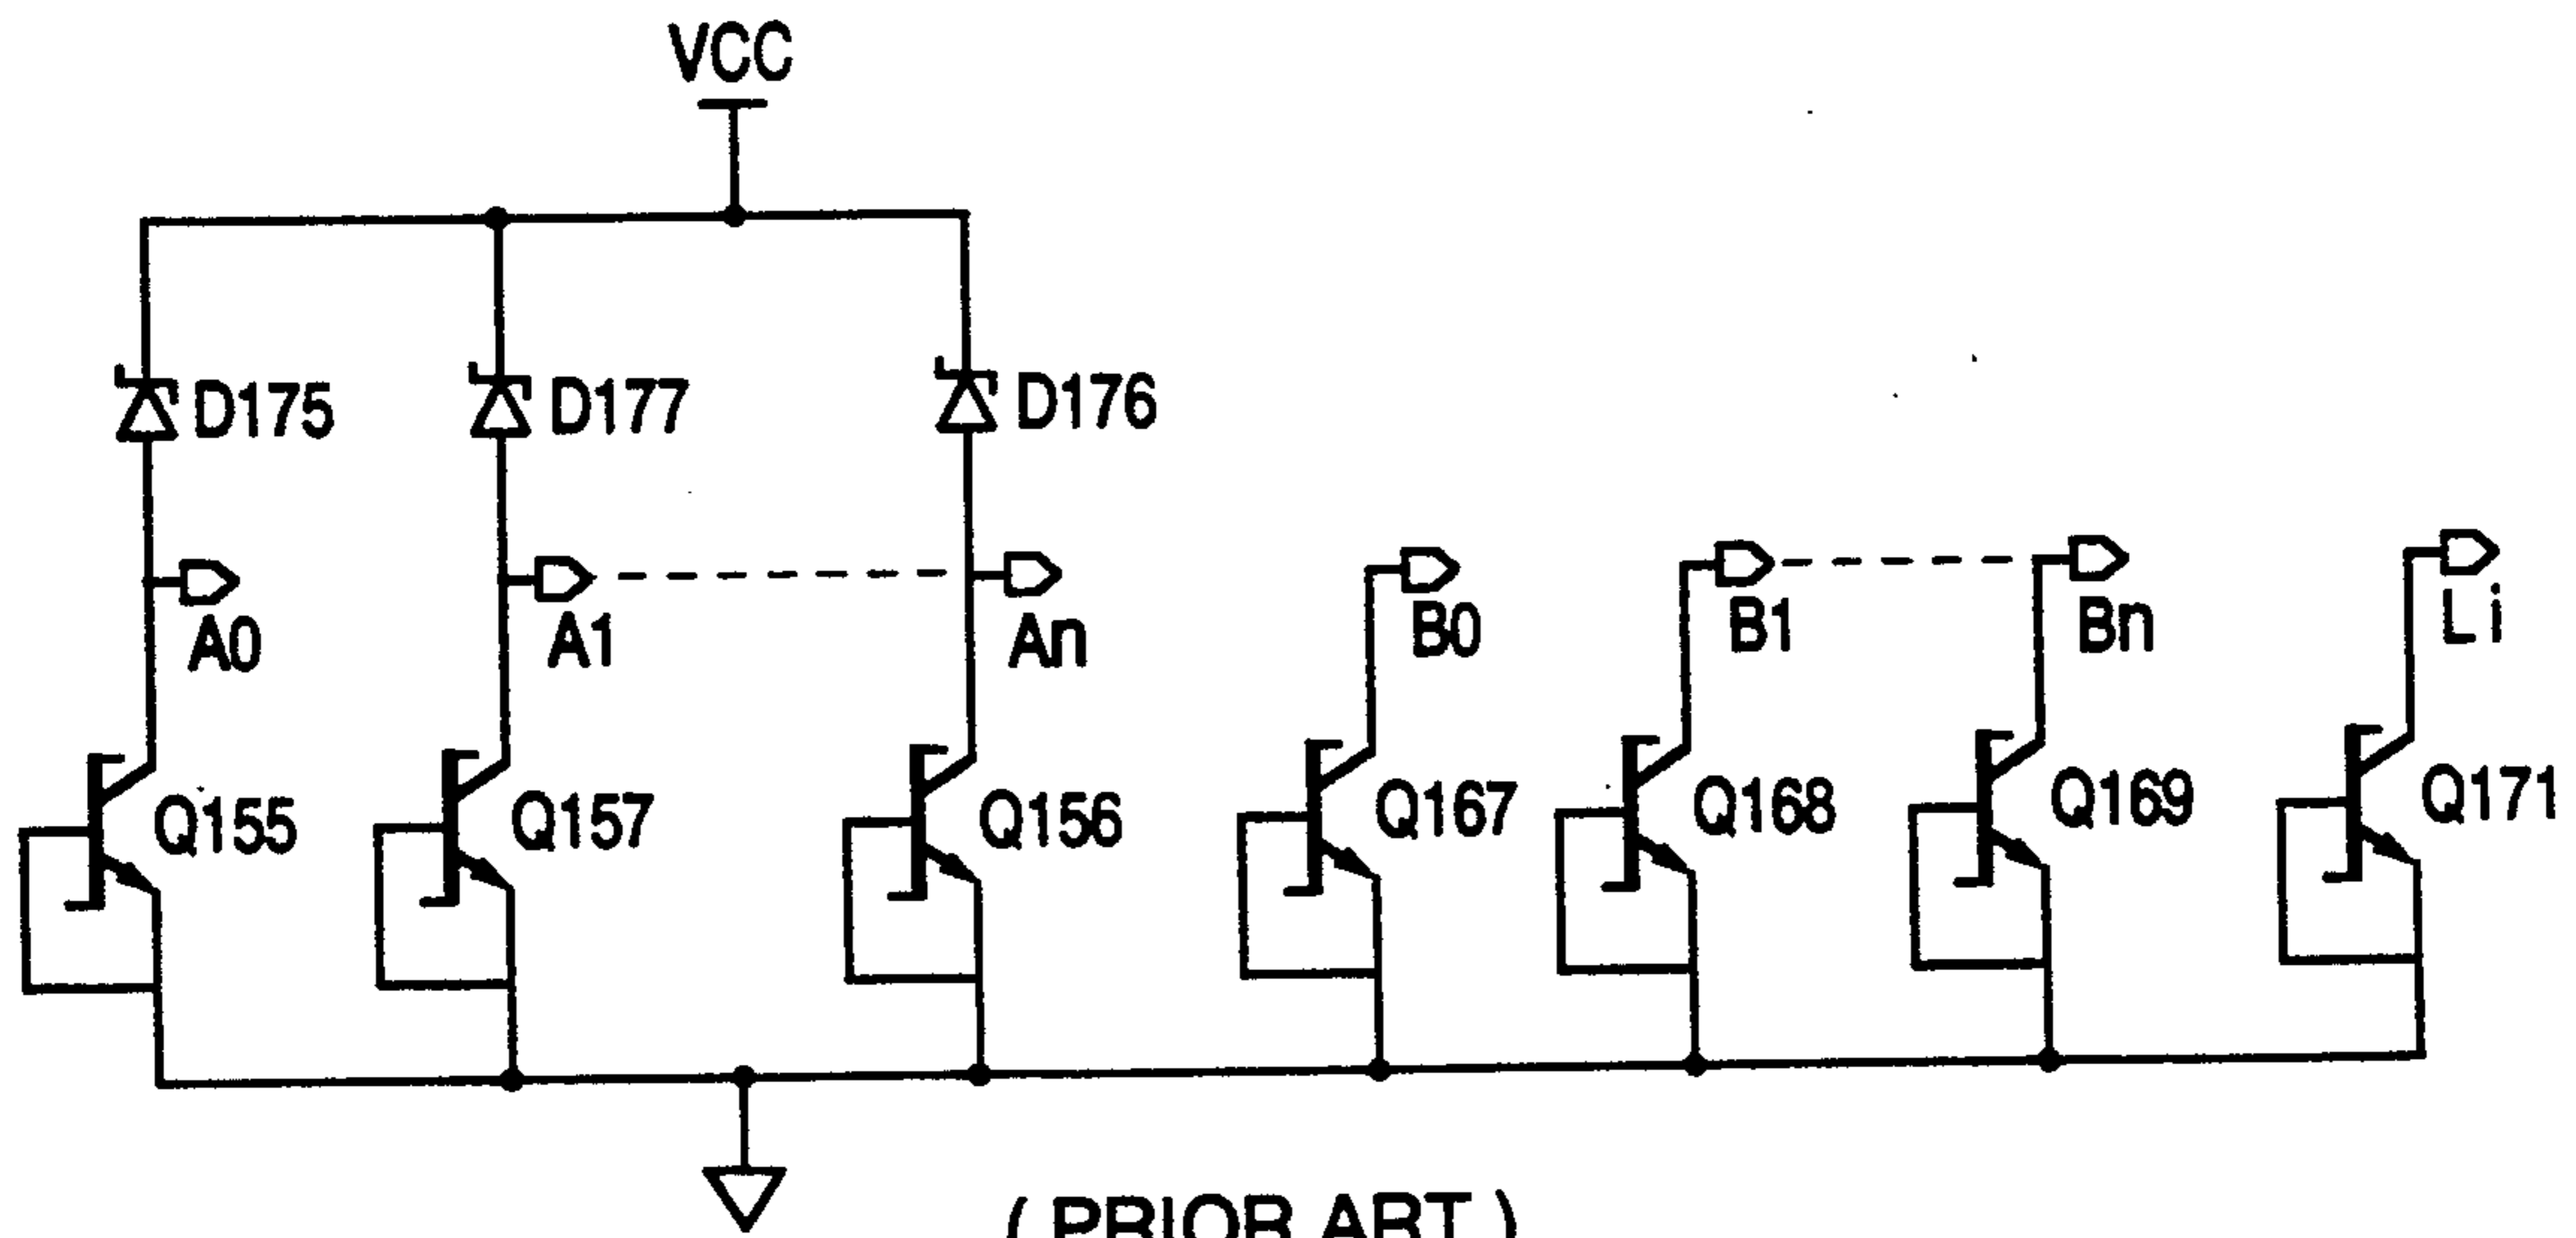 VCC
D175 D177 D176
A0 A1 An B0 B1 Bn Li
Q155 Q157 Q156 Q167 Q168 Q169 Q171
( PRIOR ART )